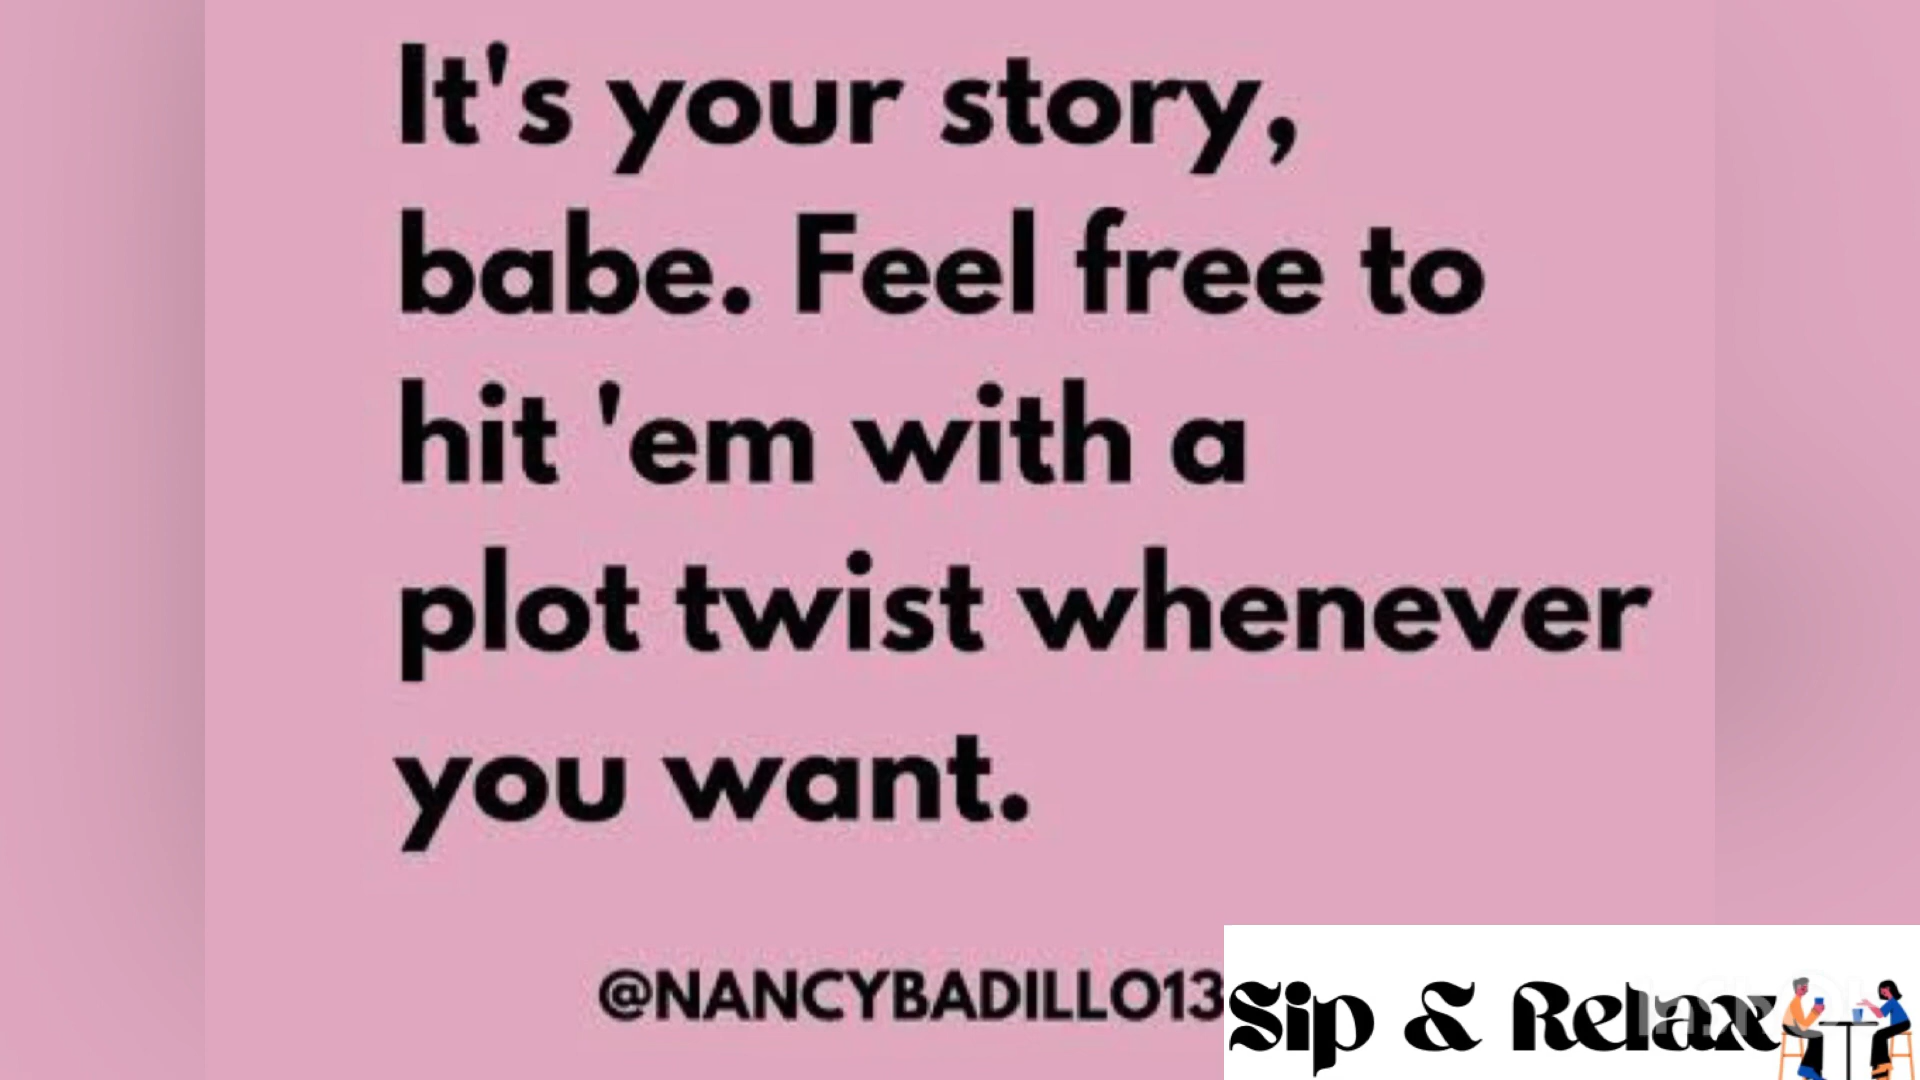 It's your story,
babe. Feel free to
hit 'em with a
plot twist whenever
you want.
@NANCYBADILLO13
Sip & Relax